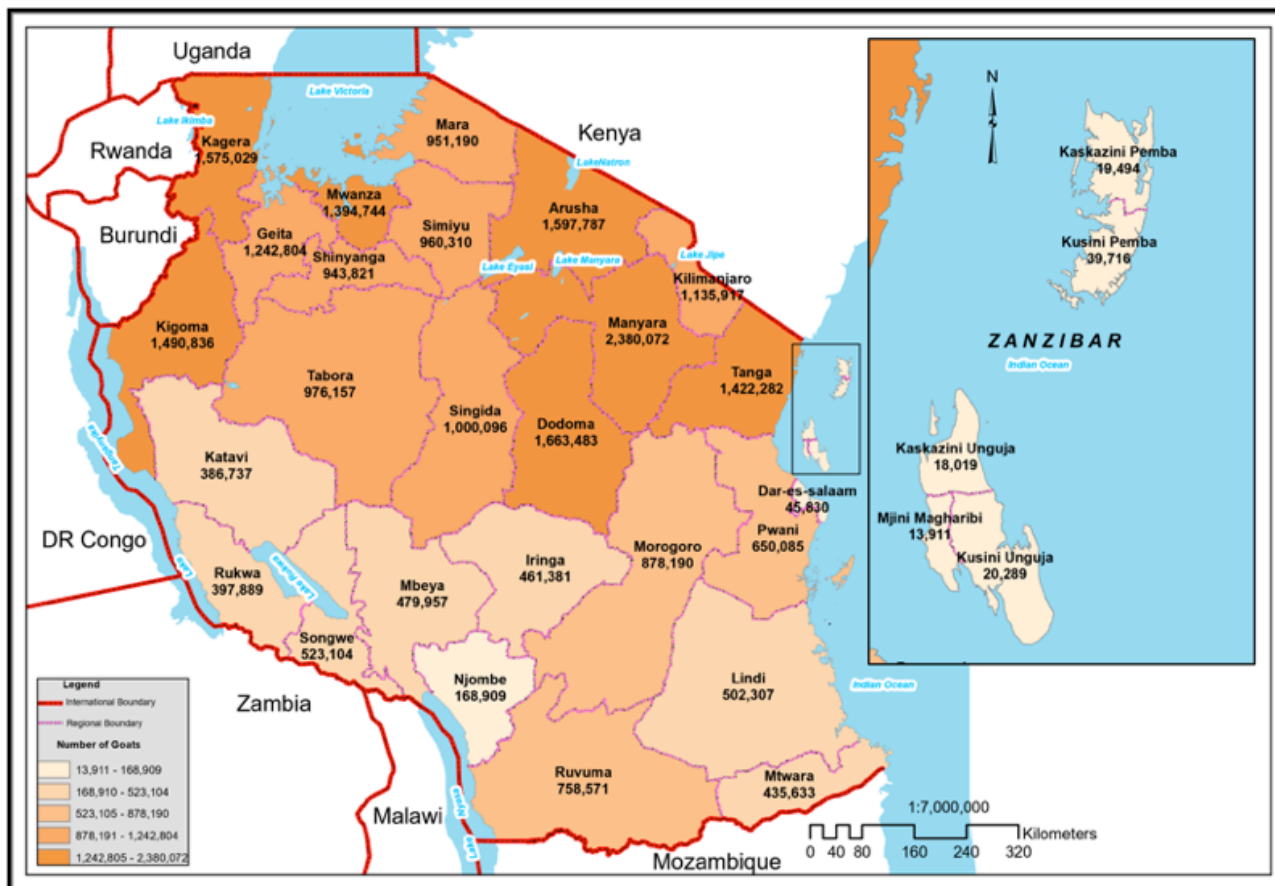 Uganda
Lake Victoria
Lake Ikimba
Kagera
1,575,029
Rwanda
Burundi
Mara
951,190
Kenya
LakeNatron
Mwanza
1,394,744
Geita
1,242,804
Shinyanga
943,821
Simiyu
960,310
Arusha
1,597,787
Lake Eyasi
Lake Manyara
Lake Jipe
Kilimanjaro
1,135,917
Kigoma
1,490,836
Manyara
2,380,072
Tabora
976,157
Singida
1,000,096
Dodoma
1,663,483
Tanga
1,422,282
Katavi
386,737
Lake
Tanganyika
DR Congo
Dar-es-salaam
45,830
Pwani
650,085
Morogoro
878,190
Iringa
461,381
Mbeya
479,957
Rukwa
397,889
Lake Rukwa
Songwe
523,104
Njombe
168,909
Lindi
502,307
Indian Ocean
Zambia
Ruvuma
758,571
Mtwara
435,633
Malawi
Lake
Nyasa
Mozambique
N
Kaskazini Pemba
19,494
Kusini Pemba
39,716
ZANZIBAR
Indian Ocean
Kaskazini Unguja
18,019
Mjini Magharibi
13,911
Kusini Unguja
20,289
Legend
International Boundary
Regional Boundary
Number of Goats
13,911 - 168,909
168,910 - 523,104
523,105 - 878,190
878,191 - 1,242,804
1,242,805 - 2,380,072
1:7,000,000
Kilometers
0 40 80 160 240 320